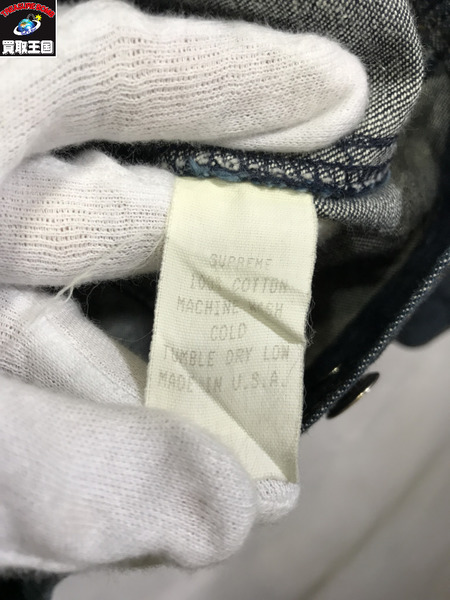 買取王国
SUPREME
100% COTTON
MACHINE WASH
COLD
TUMBLE DRY LOW
MADE IN U.S.A.